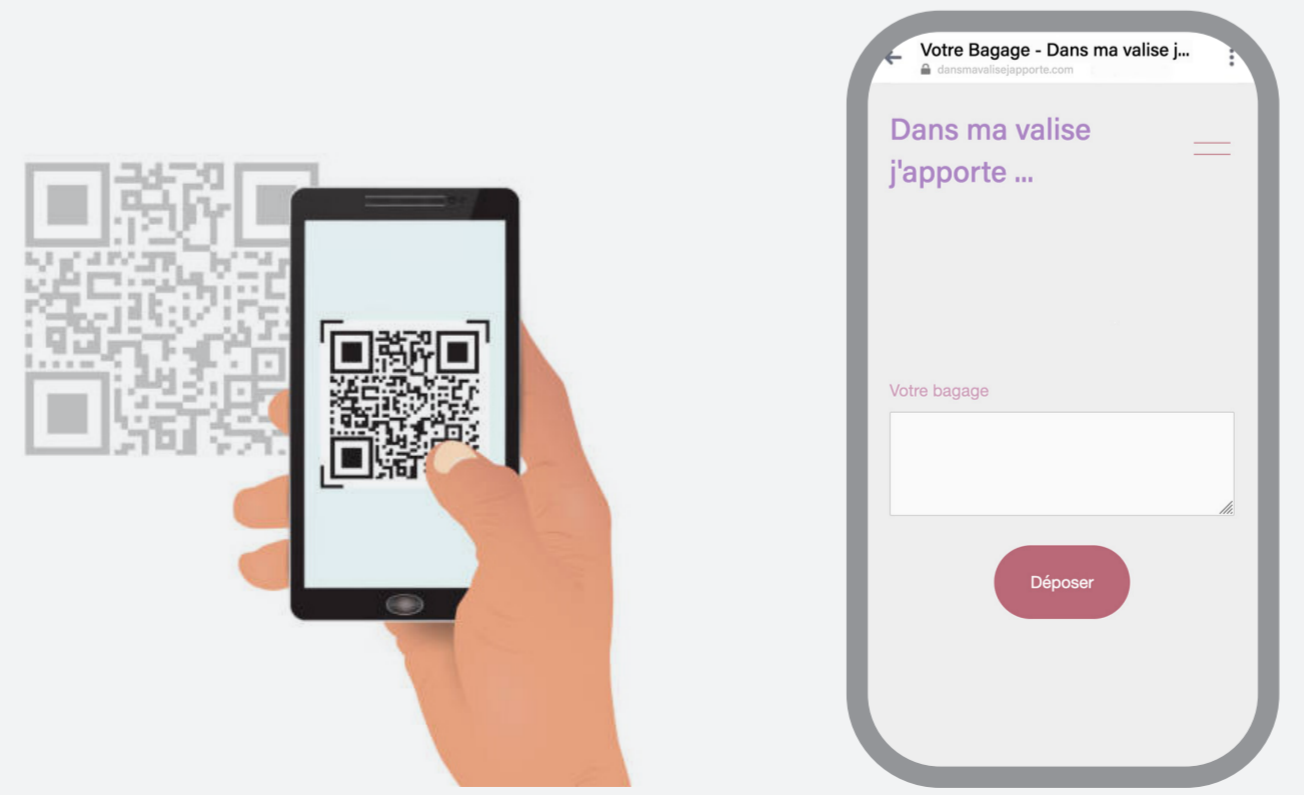 Votre Bagage - Dans ma valise j...
dansmavalisejapporte.com
Dans ma valise
j'apporte ...
Votre bagage
Déposer